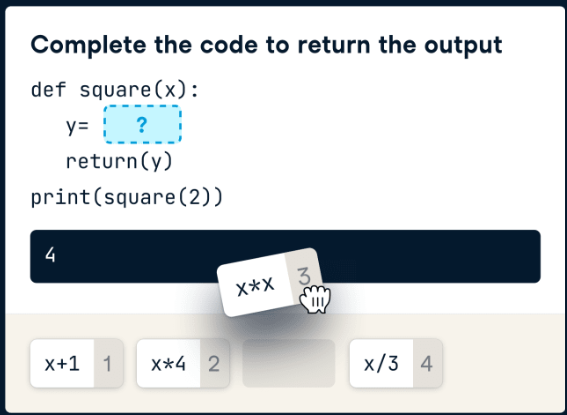 Complete the code to return the output
def square(x):
y= ?
return(y)
print(square(2))
4
x*x 3
x+1 1 x*4 2 x/3 4